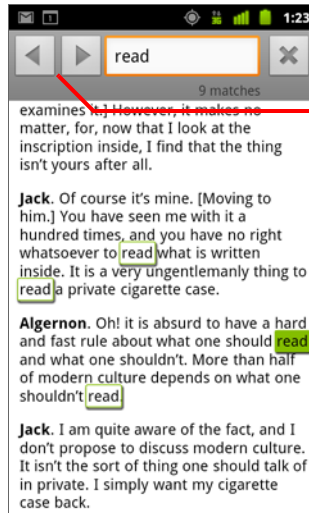 1:23
read
9 matches
examines it.] However, it makes no
matter, for, now that I look at the
inscription inside, I find that the thing
isn't yours after all.
Jack. Of course it's mine. [Moving to
him.] You have seen me with it a
hundred times, and you have no right
whatsoever to read what is written
inside. It is a very ungentlemanly thing to
read a private cigarette case.
Algernon. Oh! it is absurd to have a hard
and fast rule about what one should read
and what one shouldn't. More than half
of modern culture depends on what one
shouldn't read.
Jack. I am quite aware of the fact, and I
don't propose to discuss modern culture.
It isn't the sort of thing one should talk of
in private. I simply want my cigarette
case back.